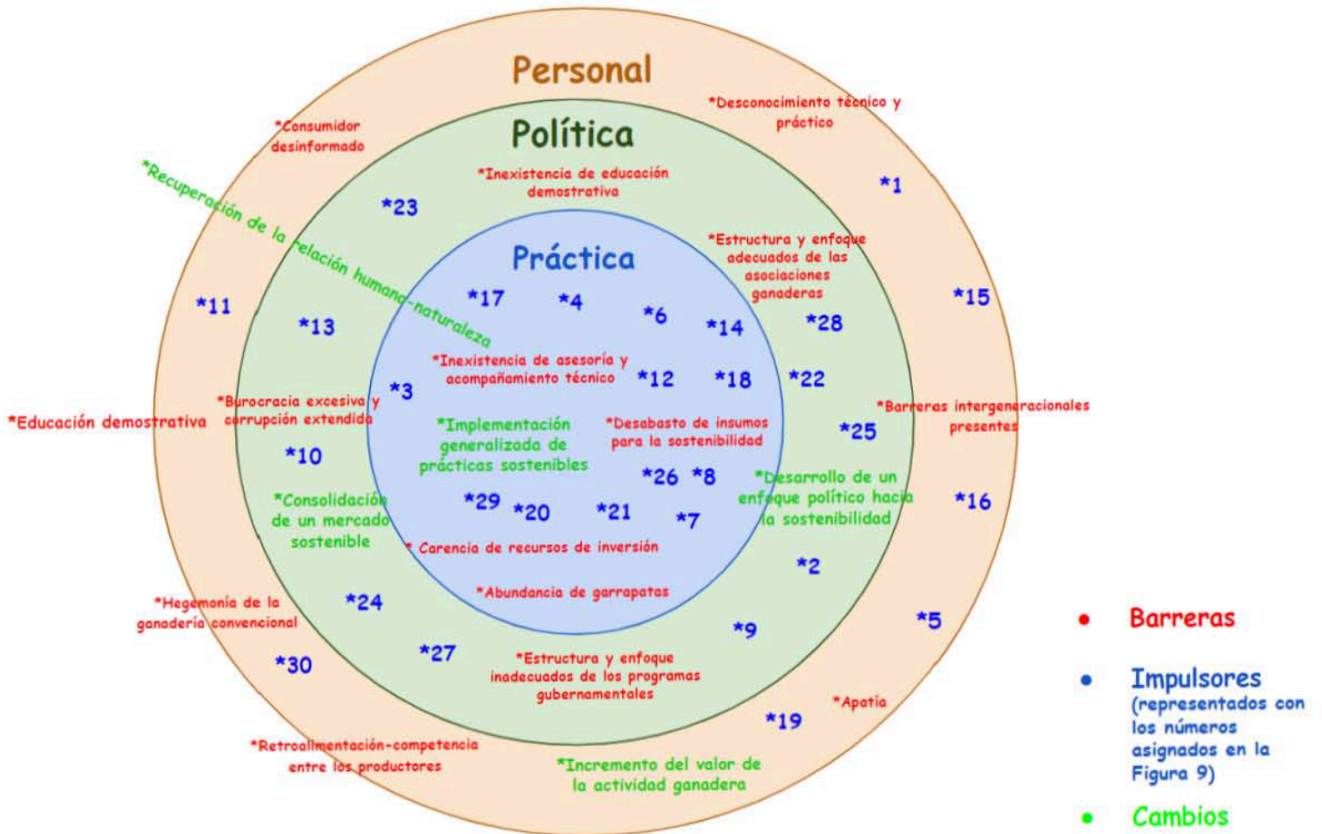 Personal
*Desconocimiento técnico y
práctico
*Consumidor
desinformado
Política
*Recuperación de la relación humano-naturaleza
*Inexistencia de educación
demostrativa
*1
*23
*Estructura y enfoque
adecuados de las
asociaciones
ganaderas
Práctica
*11
*13
*17
*4
*6
*14
*28
*15
*Inexistencia de asesoría y
acompañamiento técnico
*3
*12
*18
*22
*Educación demostrativa
*Burocracia excesiva y
corrupción extendida
*Implementación
generalizada de
prácticas sostenibles
*Desabasto de insumos
para la sostenibilidad
*25
*Barreras intergeneracionales
presentes
*10
*26
*8
*Desarrollo de un
enfoque político hacia
la sostenibilidad
*Consolidación
de un mercado
sostenible
*29
*20
*21
*7
*16
* Carencia de recursos de inversión
*2
*Abundancia de garrapatas
*Hegemonía de la
ganadería convencional
*24
*9
*5
*30
*27
*Estructura y enfoque
inadecuados de los programas
gubernamentales
*19
*Apatía
*Retroalimentación-competencia
entre los productores
*Incremento del valor de
la actividad ganadera
Barreras
Impulsores
(representados con
los números
asignados en la
Figura 9)
Cambios